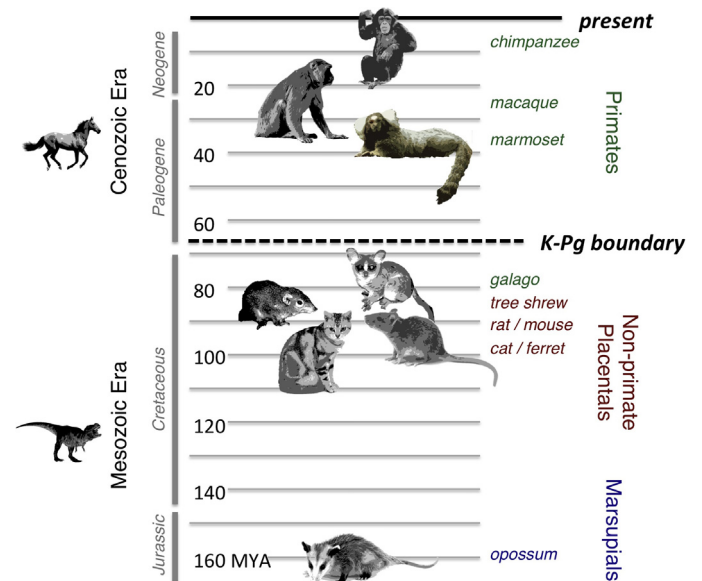 present
chimpanzee
Neogene
20
macaque
Cenozoic Era
Primates
marmoset
40
Paleogene
60
K-Pg boundary
galago
80
tree shrew
rat / mouse
cat / ferret
Non-primate
Placentals
100
Cretaceous
Mesozoic Era
120
140
Marsupials
Jurassic
opossum
160 MYA